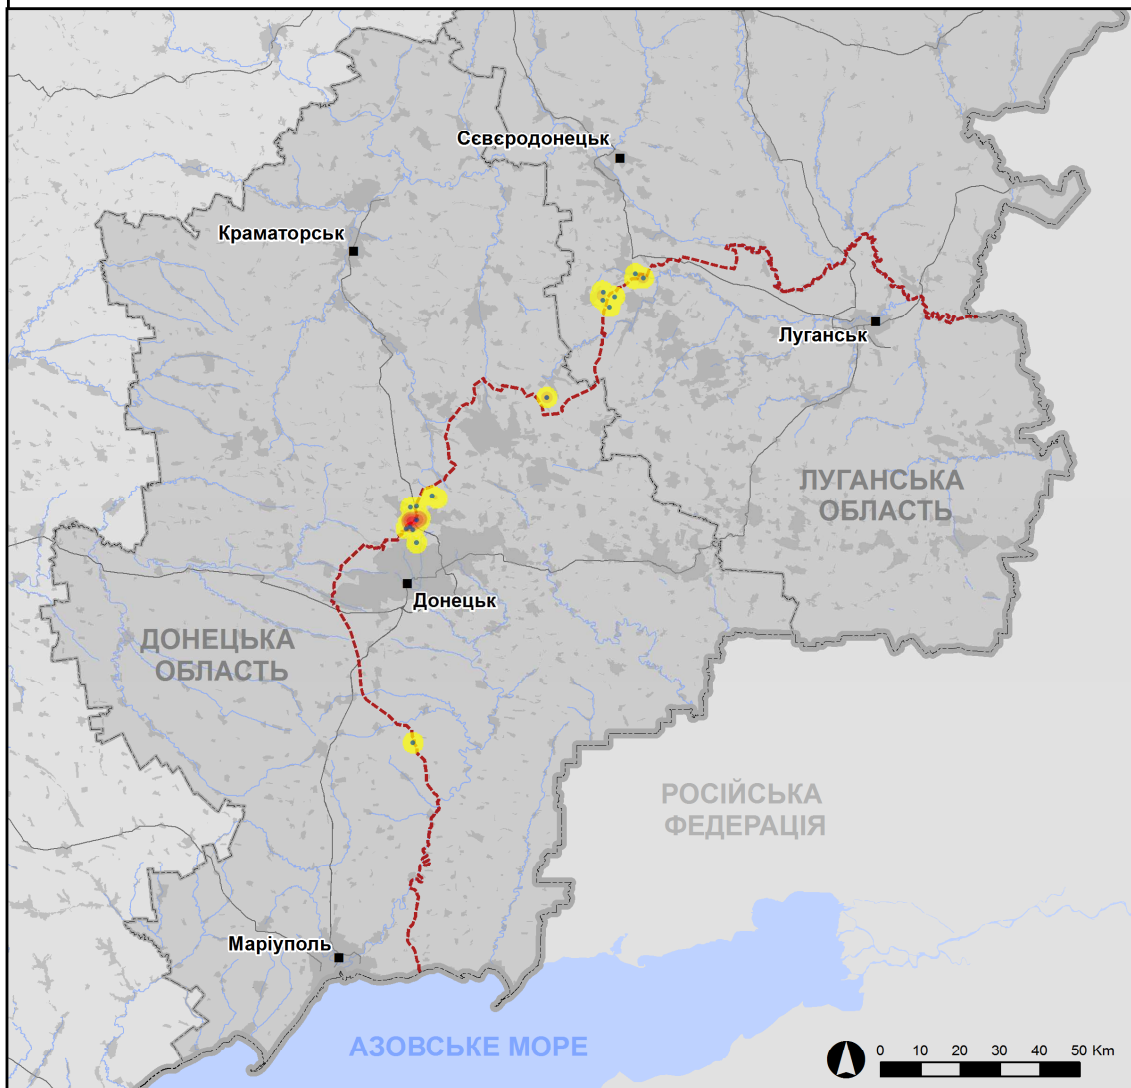 Сєвєродонецьк
Краматорськ
Луганськ
ЛУГАНСЬКА
ОБЛАСТЬ
Донецьк
ДОНЕЦЬКА
ОБЛАСТЬ
РОСІЙСЬКА
ФЕДЕРАЦІЯ
Маріуполь
АЗОВСЬКЕ МОРЕ
0 10 20 30 40 50 Km